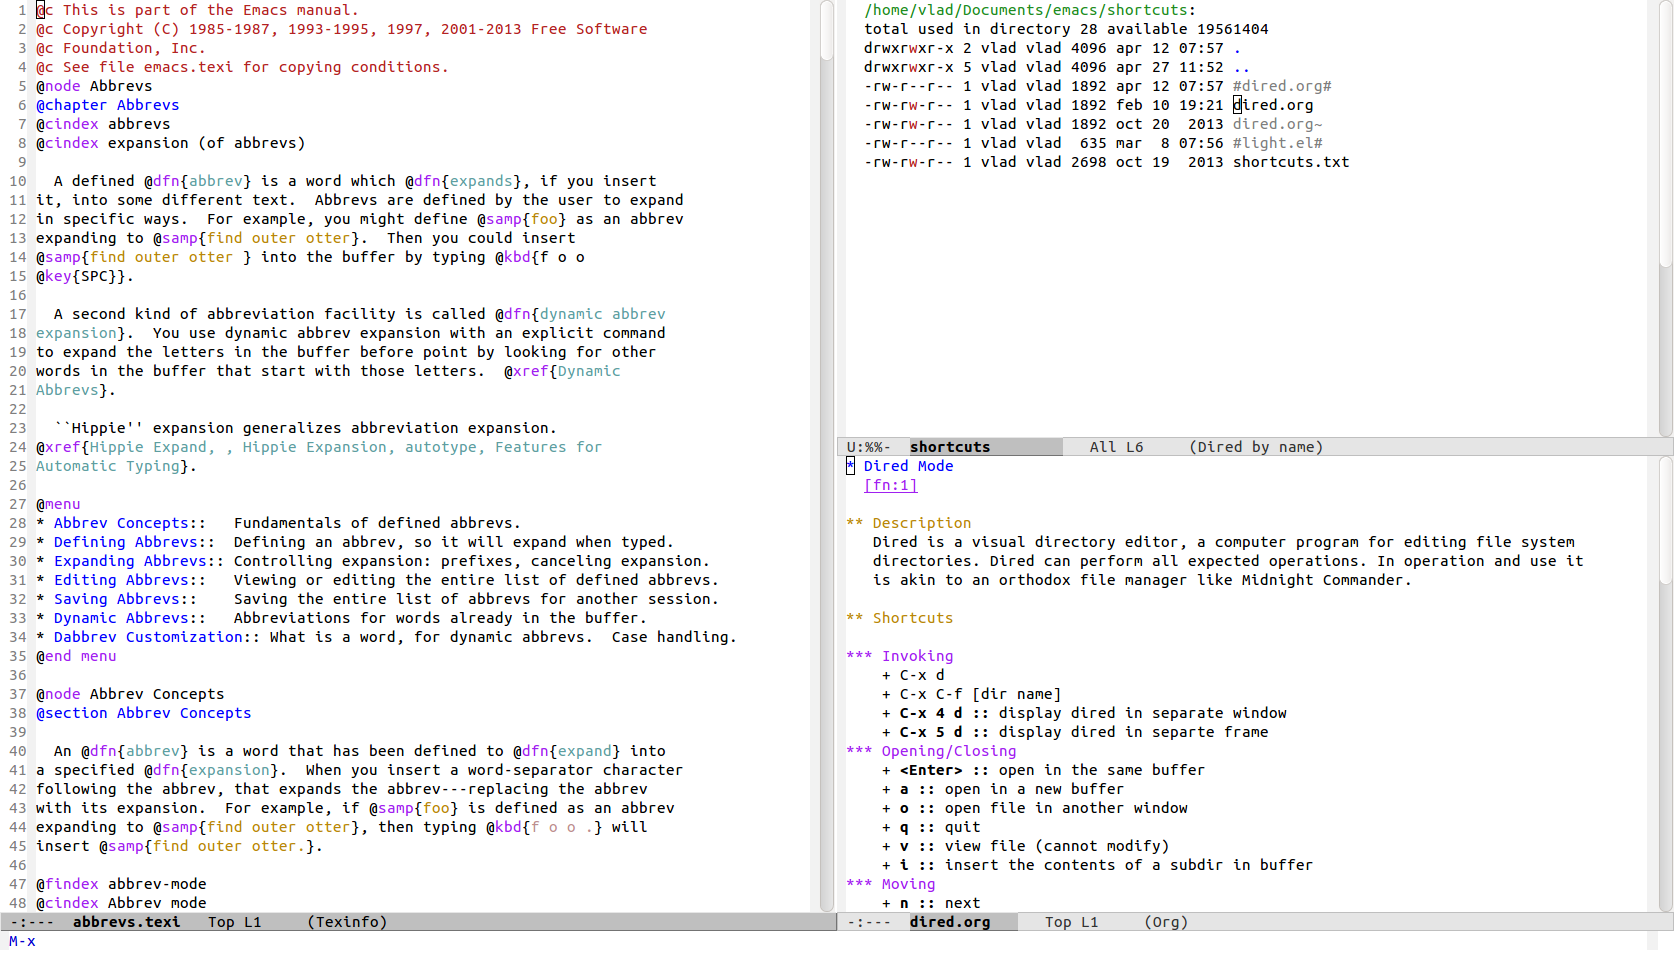 1 @c This is part of the Emacs manual.
2 @c Copyright (C) 1985-1987, 1993-1995, 1997, 2001-2013 Free Software
3 @c Foundation, Inc.
4 @c See file emacs.texi for copying conditions.
5 @node Abbrevs
6 @chapter Abbrevs
7 @cindex abbrevs
8 @cindex expansion (of abbrevs)
9
10   A defined @dfn{abbrev} is a word which @dfn{expands}, if you insert
11 it, into some different text.  Abbrevs are defined by the user to expand
12 in specific ways.  For example, you might define @samp{foo} as an abbrev
13 expanding to @samp{find outer otter}.  Then you could insert
14 @samp{find outer otter } into the buffer by typing @kbd{f o o
15 @key{SPC}}.
16
17   A second kind of abbreviation facility is called @dfn{dynamic abbrev
18 expansion}.  You use dynamic abbrev expansion with an explicit command
19 to expand the letters in the buffer before point by looking for other
20 words in the buffer that start with those letters.  @xref{Dynamic
21 Abbrevs}.
22
23   ``Hippie'' expansion generalizes abbreviation expansion.
24 @xref{Hippie Expand, , Hippie Expansion, autotype, Features for
25 Automatic Typing}.
26
27 @menu
28 * Abbrev Concepts::   Fundamentals of defined abbrevs.
29 * Defining Abbrevs::  Defining an abbrev, so it will expand when typed.
30 * Expanding Abbrevs:: Controlling expansion: prefixes, canceling expansion.
31 * Editing Abbrevs::   Viewing or editing the entire list of defined abbrevs.
32 * Saving Abbrevs::    Saving the entire list of abbrevs for another session.
33 * Dynamic Abbrevs::   Abbreviations for words already in the buffer.
34 * Dabbrev Customization:: What is a word, for dynamic abbrevs.  Case handling.
35 @end menu
36
37 @node Abbrev Concepts
38 @section Abbrev Concepts
39
40   An @dfn{abbrev} is a word that has been defined to @dfn{expand} into
41 a specified @dfn{expansion}.  When you insert a word-separator character
42 following the abbrev, that expands the abbrev---replacing the abbrev
43 with its expansion.  For example, if @samp{foo} is defined as an abbrev
44 expanding to @samp{find outer otter}, then typing @kbd{f o o .} will
45 insert @samp{find outer otter.}.
46
47 @findex abbrev-mode
48 @cindex Abbrev mode
-:---  abbrevs.texi   Top L1     (Texinfo)
M-x
/home/vlad/Documents/emacs/shortcuts:
total used in directory 28 available 19561404
drwxrwxr-x 2 vlad vlad 4096 apr 12 07:57 .
drwxrwxr-x 5 vlad vlad 4096 apr 27 11:52 ..
-rw-r--r-- 1 vlad vlad 1892 apr 12 07:57 #dired.org#
-rw-rw-r-- 1 vlad vlad 1892 feb 10 19:21 dired.org
-rw-rw-r-- 1 vlad vlad 1892 oct 20  2013 dired.org~
-rw-r--r-- 1 vlad vlad  635 mar  8 07:56 #light.el#
-rw-rw-r-- 1 vlad vlad 2698 oct 19  2013 shortcuts.txt
U:%%-  shortcuts           All L6     (Dired by name)
* Dired Mode
  [fn:1]
** Description
   Dired is a visual directory editor, a computer program for editing file system
   directories. Dired can perform all expected operations. In operation and use it
   is akin to an orthodox file manager like Midnight Commander.
** Shortcuts
*** Invoking
    + C-x d
    + C-x C-f [dir name]
    + C-x 4 d :: display dired in separate window
    + C-x 5 d :: display dired in separte frame
*** Opening/Closing
    + <Enter> :: open in the same buffer
    + a :: open in a new buffer
    + o :: open file in another window
    + q :: quit
    + v :: view file (cannot modify)
    + i :: insert the contents of a subdir in buffer
*** Moving
    + n :: next
-:---  dired.org      Top L1     (Org)